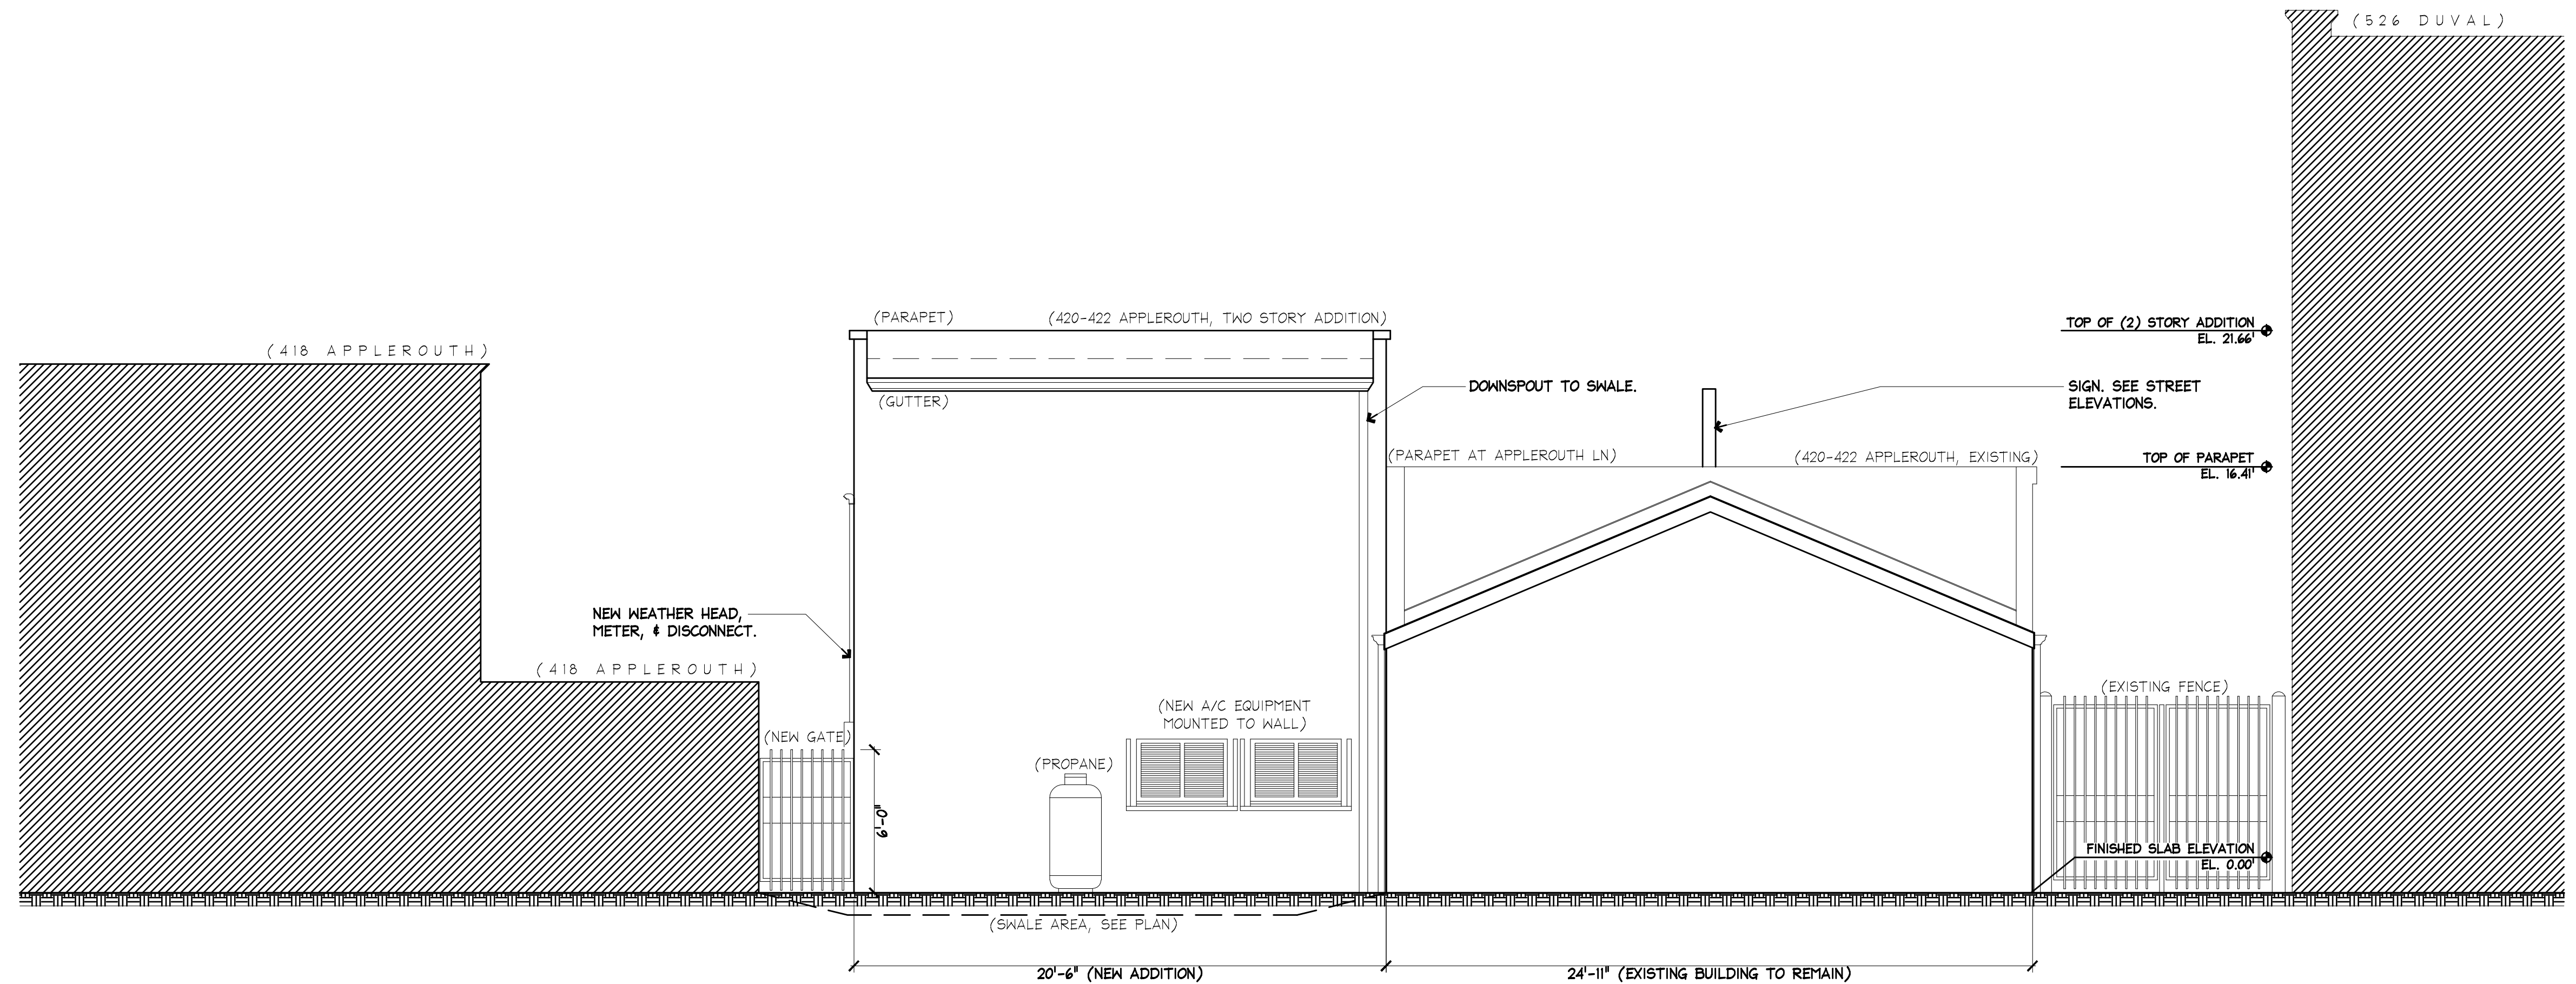 (526 DUVAL)
(PARAPET)
(420-422 APPLEROUTH, TWO STORY ADDITION)
TOP OF (2) STORY ADDITION
EL. 21.66'
(418 APPLEROUTH)
DOWNSPOUT TO SWALE.
SIGN. SEE STREET
ELEVATIONS.
(GUTTER)
(PARAPET AT APPLEROUTH LN)
(420-422 APPLEROUTH, EXISTING)
TOP OF PARAPET
EL. 16.41'
NEW WEATHER HEAD,
METER, & DISCONNECT.
(418 APPLEROUTH)
(EXISTING FENCE)
(NEW A/C EQUIPMENT
MOUNTED TO WALL)
(NEW GATE)
(PROPANE)
6'-0"
FINISHED SLAB ELEVATION
EL. 0.00'
(SWALE AREA, SEE PLAN)
20'-6" (NEW ADDITION)
24'-11" (EXISTING BUILDING TO REMAIN)